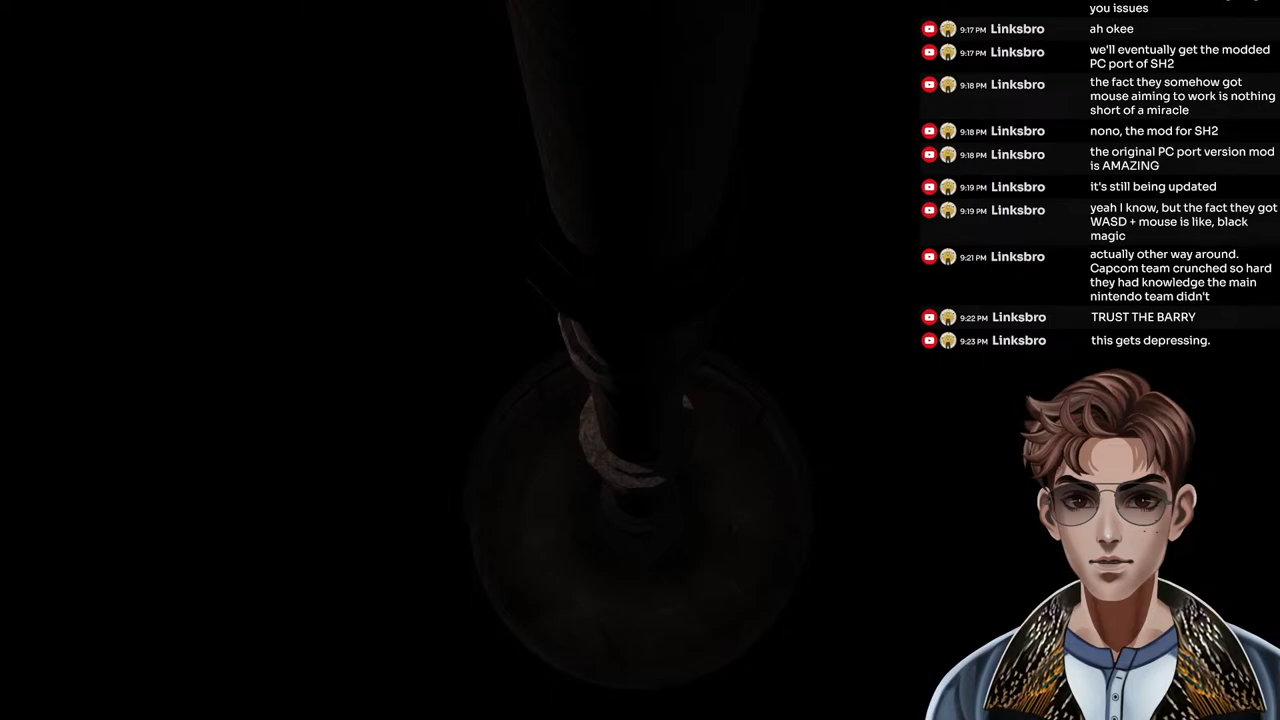 you issues
9:17 PM Linksbro ah okee
9:17 PM Linksbro we'll eventually get the modded
PC port of SH2
9:18 PM Linksbro the fact they somehow got
mouse aiming to work is nothing
short of a miracle
9:18 PM Linksbro nono, the mod for SH2
9:18 PM Linksbro the original PC port version mod
is AMAZING
9:19 PM Linksbro it's still being updated
9:19 PM Linksbro yeah I know, but the fact they got
WASD + mouse is like, black
magic
9:21 PM Linksbro actually other way around.
Capcom team crunched so hard
they had knowledge the main
nintendo team didn't
9:22 PM Linksbro TRUST THE BARRY
9:23 PM Linksbro this gets depressing.